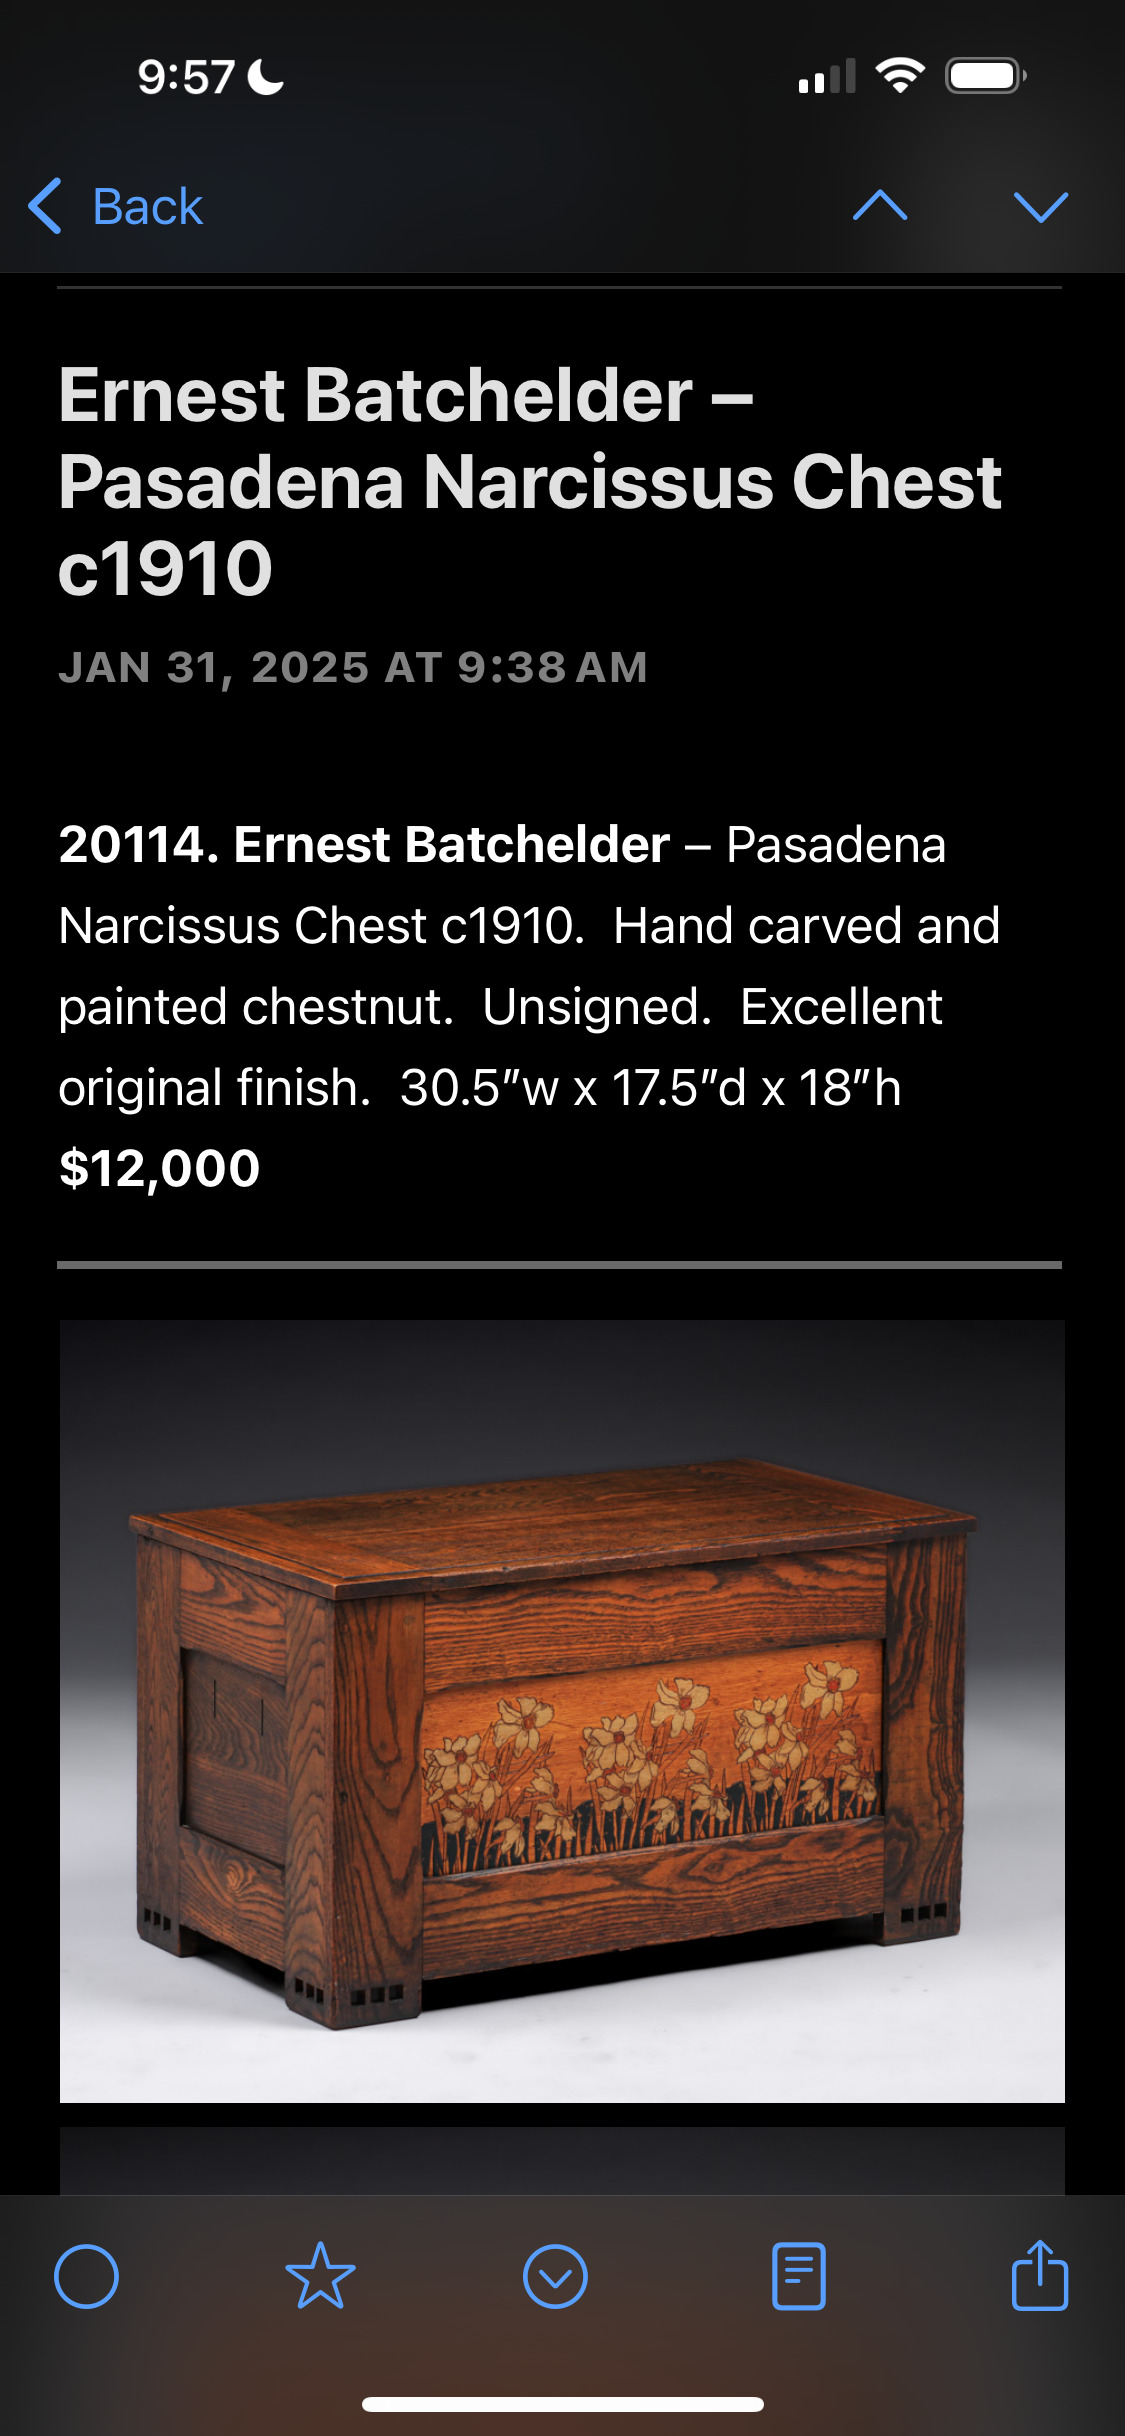 9:57
Back
Ernest Batchelder –
Pasadena Narcissus Chest
c1910
JAN 31, 2025 AT 9:38 AM
20114. Ernest Batchelder – Pasadena
Narcissus Chest c1910.  Hand carved and
painted chestnut.  Unsigned.  Excellent
original finish.  30.5”w x 17.5”d x 18”h
$12,000